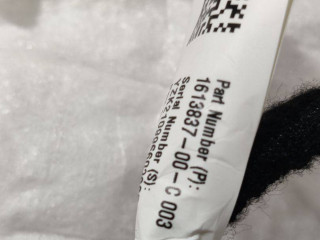 Part Number (P):
1613837-00-C 003
Serial Number (S):